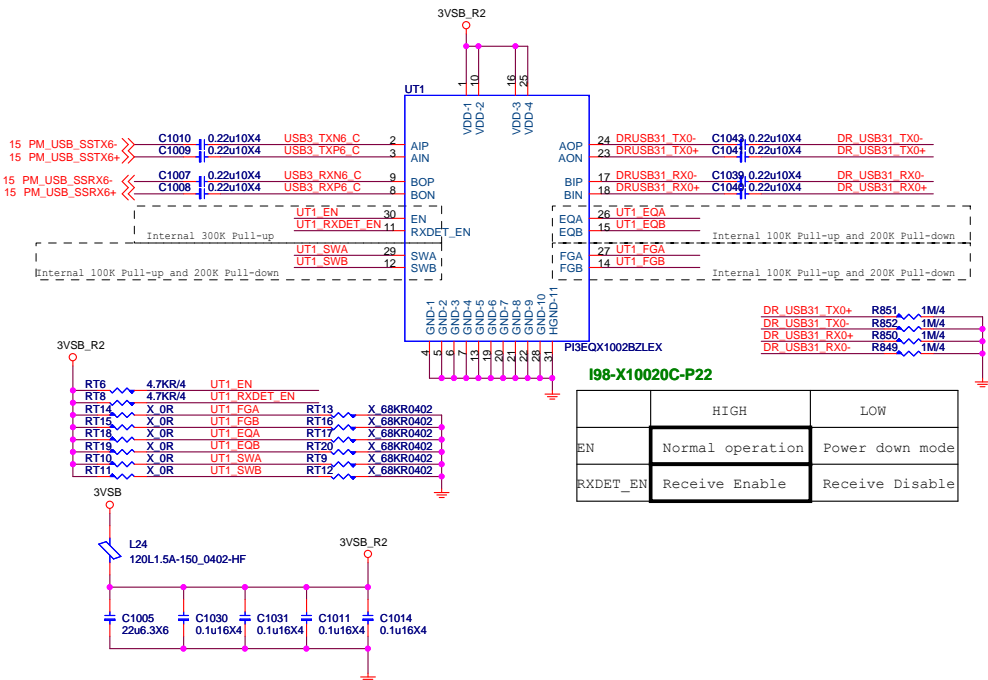 3VSB_R2
UT1
1 10 16 25
VDD-1 VDD-2 VDD-3 VDD-4
15 PM_USB_SSTX6- C1010 0.22u10X4 USB3_TXN6_C 2 AIP
15 PM_USB_SSTX6+ C1009 0.22u10X4 USB3_TXP6_C 3 AIN
15 PM_USB_SSRX6- C1007 0.22u10X4 USB3_RXN6_C 9 BOP
15 PM_USB_SSRX6+ C1008 0.22u10X4 USB3_RXP6_C 8 BON
UT1_EN 30 EN
UT1_RXDET_EN 11 RXDET_EN
Internal 300K Pull-up
UT1_SWA 29 SWA
UT1_SWB 12 SWB
Internal 100K Pull-up and 200K Pull-down
AOP 24 DRUSB31_TX0- C1043 0.22u10X4 DR_USB31_TX0-
AON 23 DRUSB31_TX0+ C1041 0.22u10X4 DR_USB31_TX0+
BIP 17 DRUSB31_RX0- C1039 0.22u10X4 DR_USB31_RX0-
BIN 18 DRUSB31_RX0+ C1040 0.22u10X4 DR_USB31_RX0+
EQA 26 UT1_EQA
EQB 15 UT1_EQB
Internal 100K Pull-up and 200K Pull-down
FGA 27 UT1_FGA
FGB 14 UT1_FGB
Internal 100K Pull-up and 200K Pull-down
GND-1 GND-2 GND-3 GND-4 GND-5 GND-6 GND-7 GND-8 GND-9 GND-10 HGND-11
4 5 6 7 13 19 20 21 22 28 31
PI3EQX1002BZLEX
I98-X10020C-P22
DR_USB31_TX0+ R851 1M/4
DR_USB31_TX0- R852 1M/4
DR_USB31_RX0+ R850 1M/4
DR_USB31_RX0- R849 1M/4
3VSB_R2
RT6 4.7KR/4 UT1_EN
RT8 4.7KR/4 UT1_RXDET_EN
RT14 X_0R UT1_FGA RT13 X_68KR0402
RT15 X_0R UT1_FGB RT16 X_68KR0402
RT18 X_0R UT1_EQA RT17 X_68KR0402
RT19 X_0R UT1_EQB RT20 X_68KR0402
RT10 X_0R UT1_SWA RT9 X_68KR0402
RT11 X_0R UT1_SWB RT12 X_68KR0402
HIGH LOW
EN Normal operation Power down mode
RXDET_EN Receive Enable Receive Disable
3VSB
L24
120L1.5A-150_0402-HF
3VSB_R2
C1005 C1030 C1031 C1011 C1014
22u6.3X6 0.1u16X4 0.1u16X4 0.1u16X4 0.1u16X4